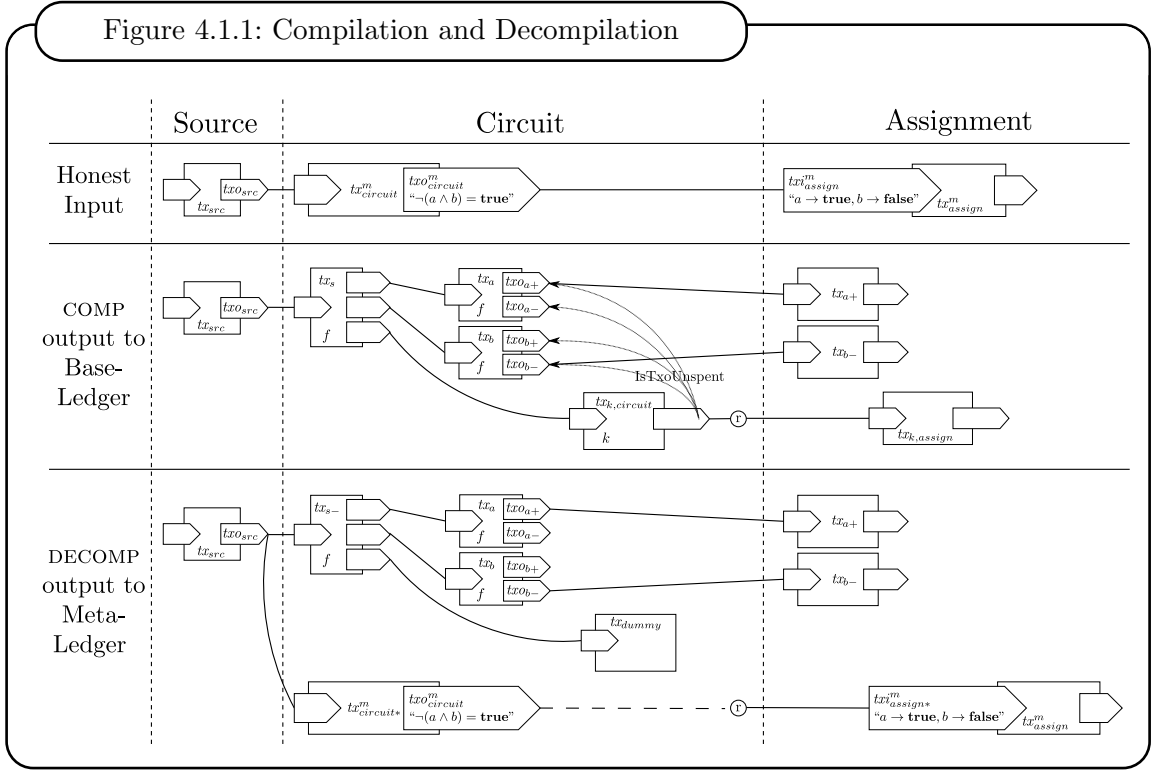 Figure 4.1.1: Compilation and Decompilation
Source
Circuit
Assignment
Honest
Input
txo_src
tx_src
tx^m_circuit
txo^m_circuit
“¬(a ∧ b) = true”
txi^m_assign
“a → true, b → false”
tx^m_assign
COMP
output to
Base-
Ledger
txo_src
tx_src
tx_s
f
tx_a
f
txo_a+
txo_a−
tx_b
f
txo_b+
txo_b−
IsTxoUnspent
tx_k,circuit
k
r
tx_a+
tx_b−
tx_k,assign
DECOMP
output to
Meta-
Ledger
txo_src
tx_src
tx_s−
f
tx_a
f
txo_a+
txo_a−
tx_b
f
txo_b+
txo_b−
tx_dummy
tx_a+
tx_b−
tx^m_circuit*
txo^m_circuit
“¬(a ∧ b) = true”
r
txi^m_assign*
“a → true, b → false”
tx^m_assign